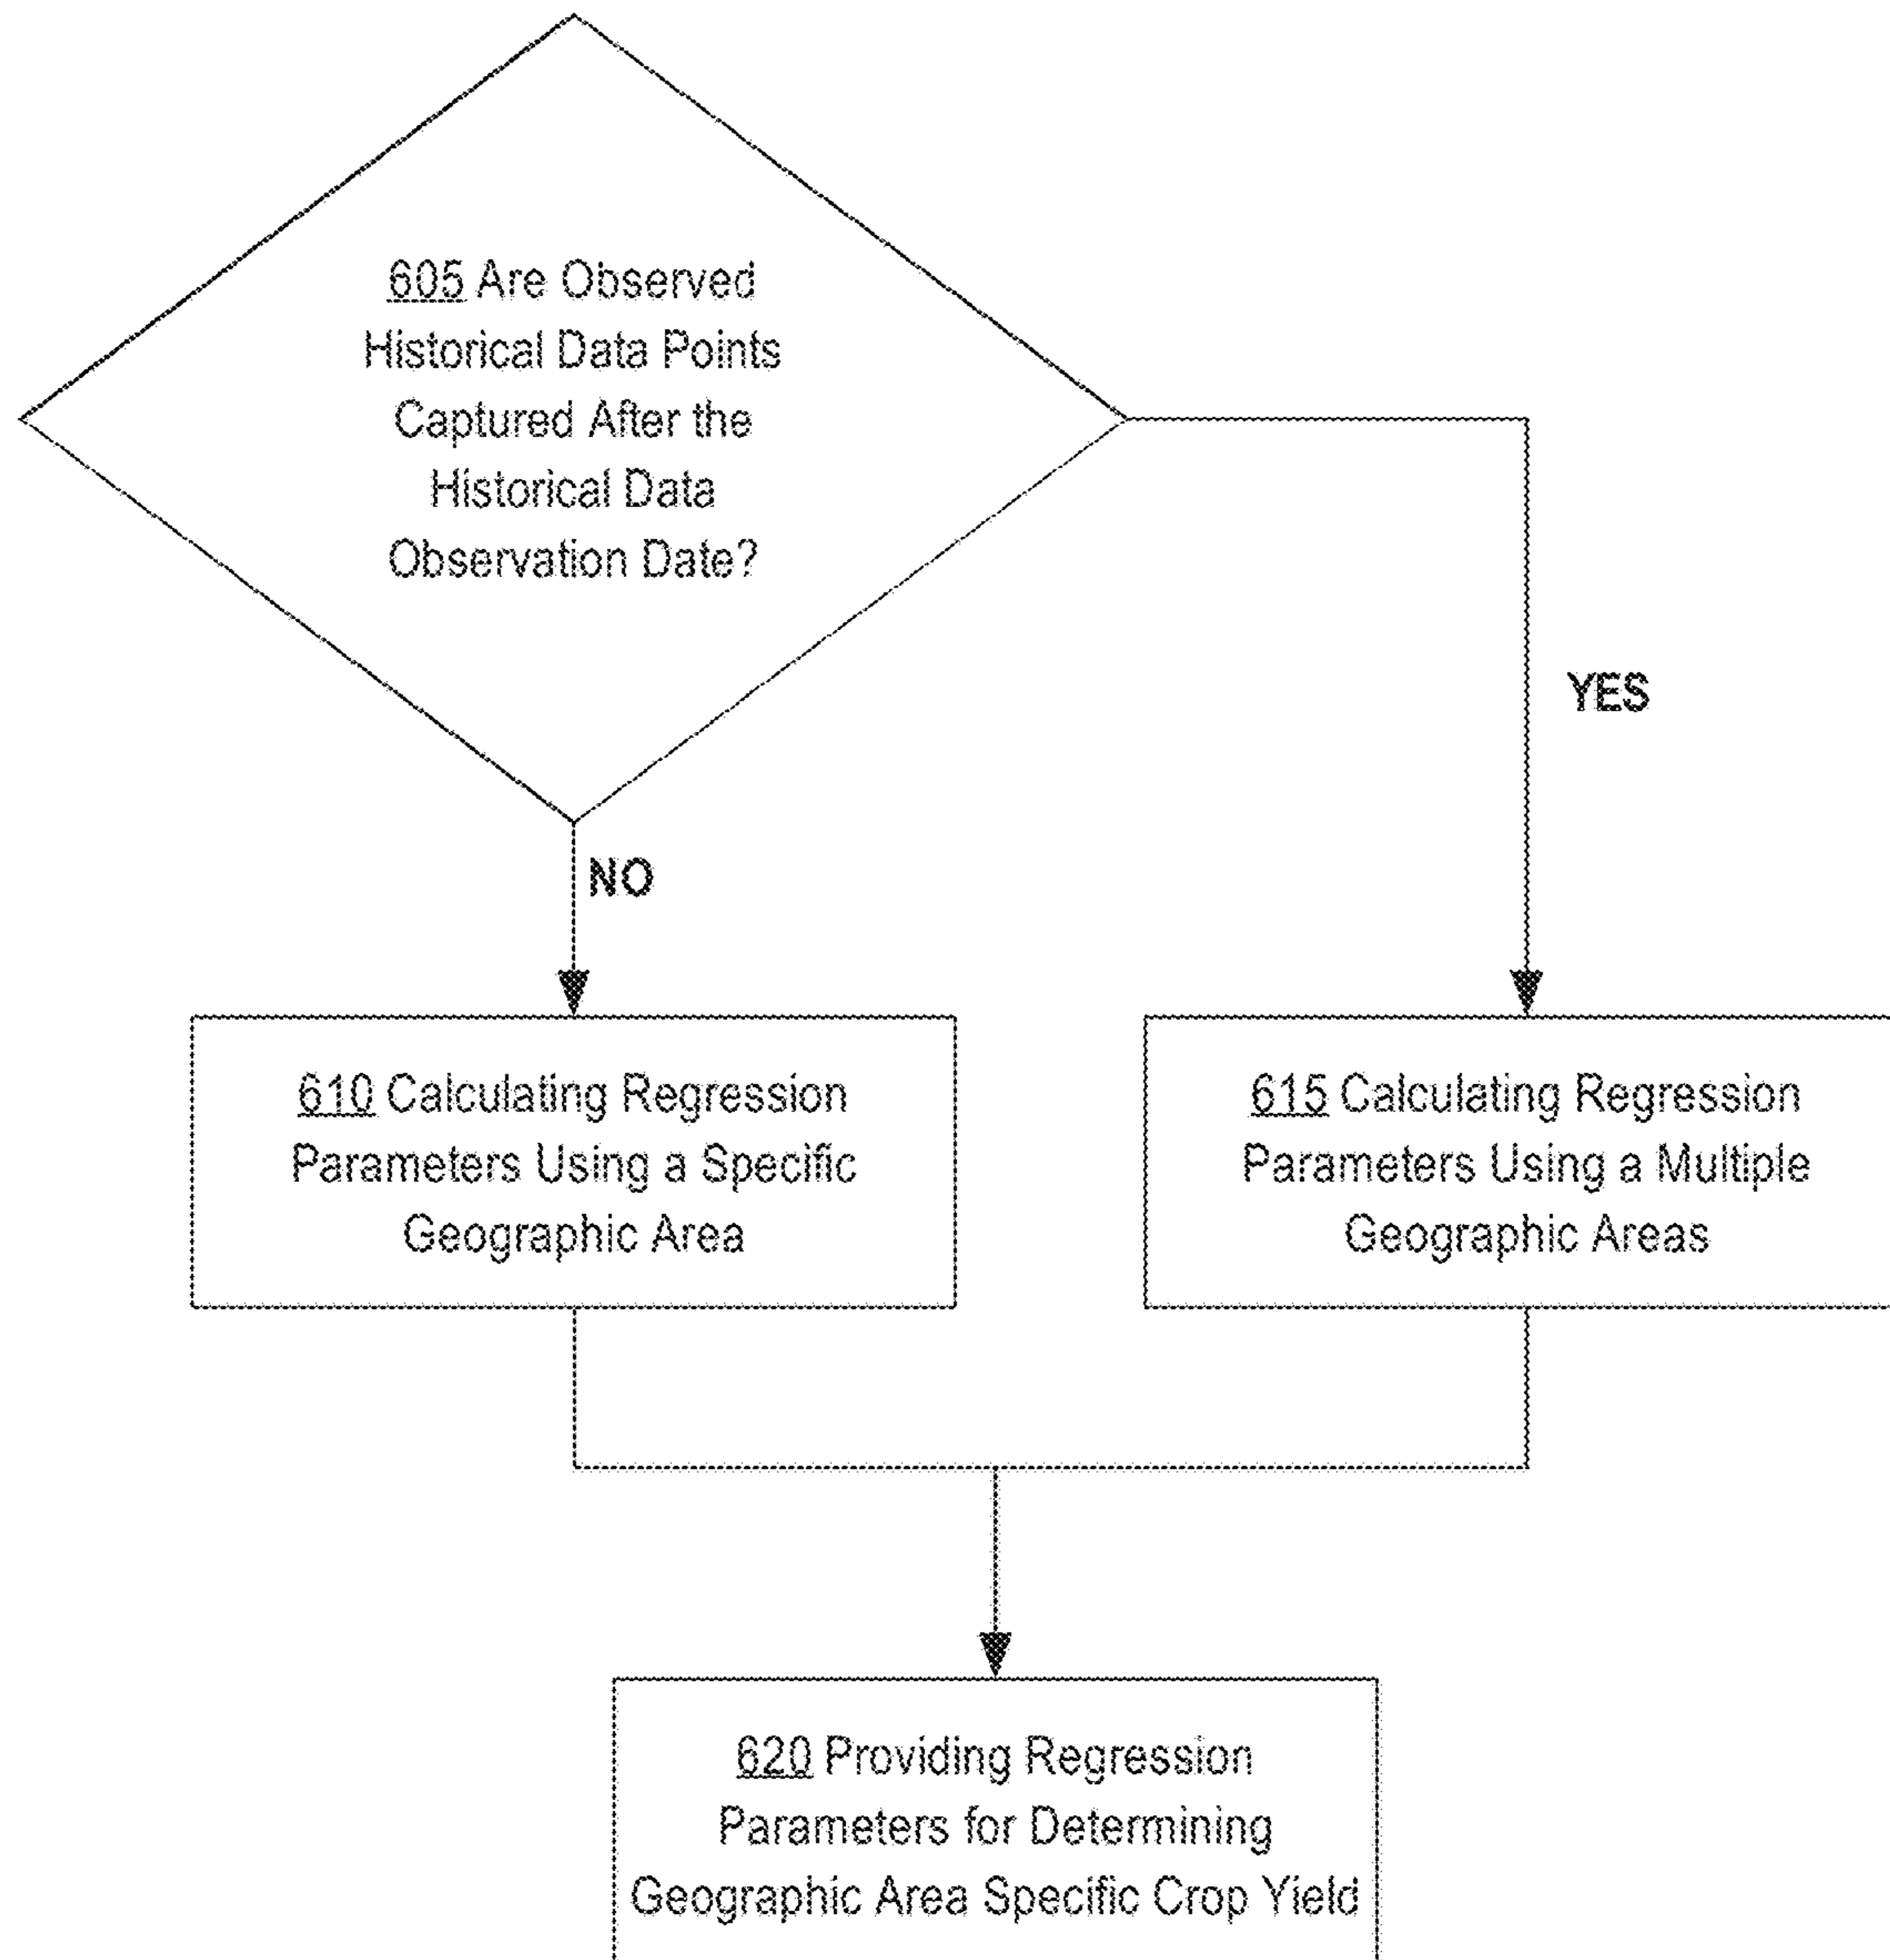 605 Are Observed
Historical Data Points
Captured After the
Historical Data
Observation Date?
YES
NO
610 Calculating Regression
Parameters Using a Specific
Geographic Area
615 Calculating Regression
Parameters Using a Multiple
Geographic Areas
620 Providing Regression
Parameters for Determining
Geographic Area Specific Crop Yield